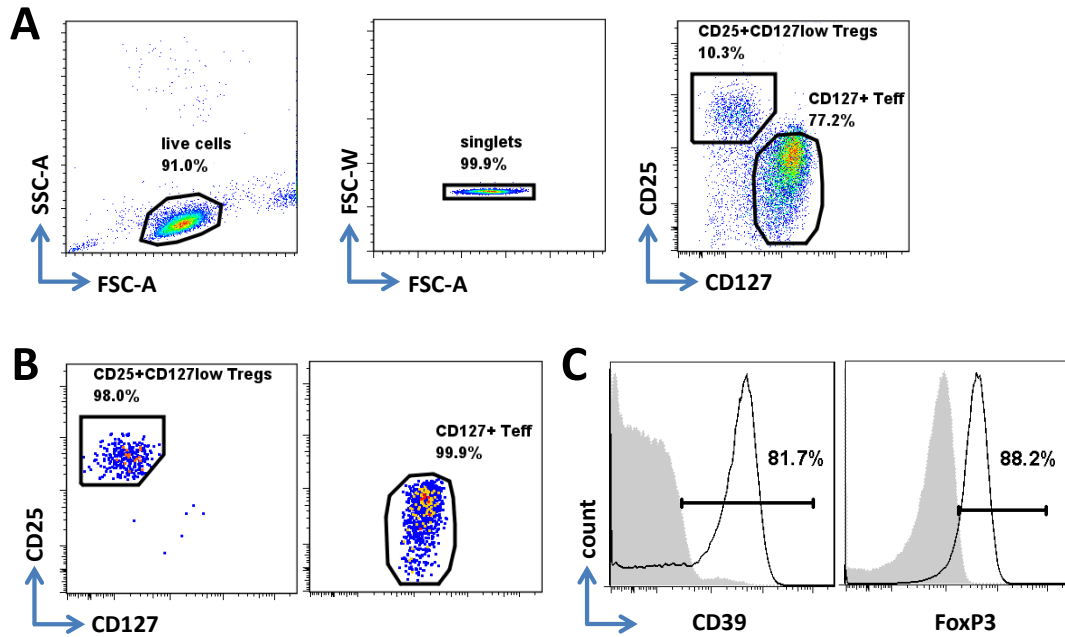 A
SSC-A
live cells
91.0%
FSC-A
FSC-W
singlets
99.9%
FSC-A
CD25
CD25+CD127low Tregs
10.3%
CD127+ Teff
77.2%
CD127
B
CD25
CD25+CD127low Tregs
98.0%
CD127
CD127+ Teff
99.9%
C
count
81.7%
CD39
88.2%
FoxP3